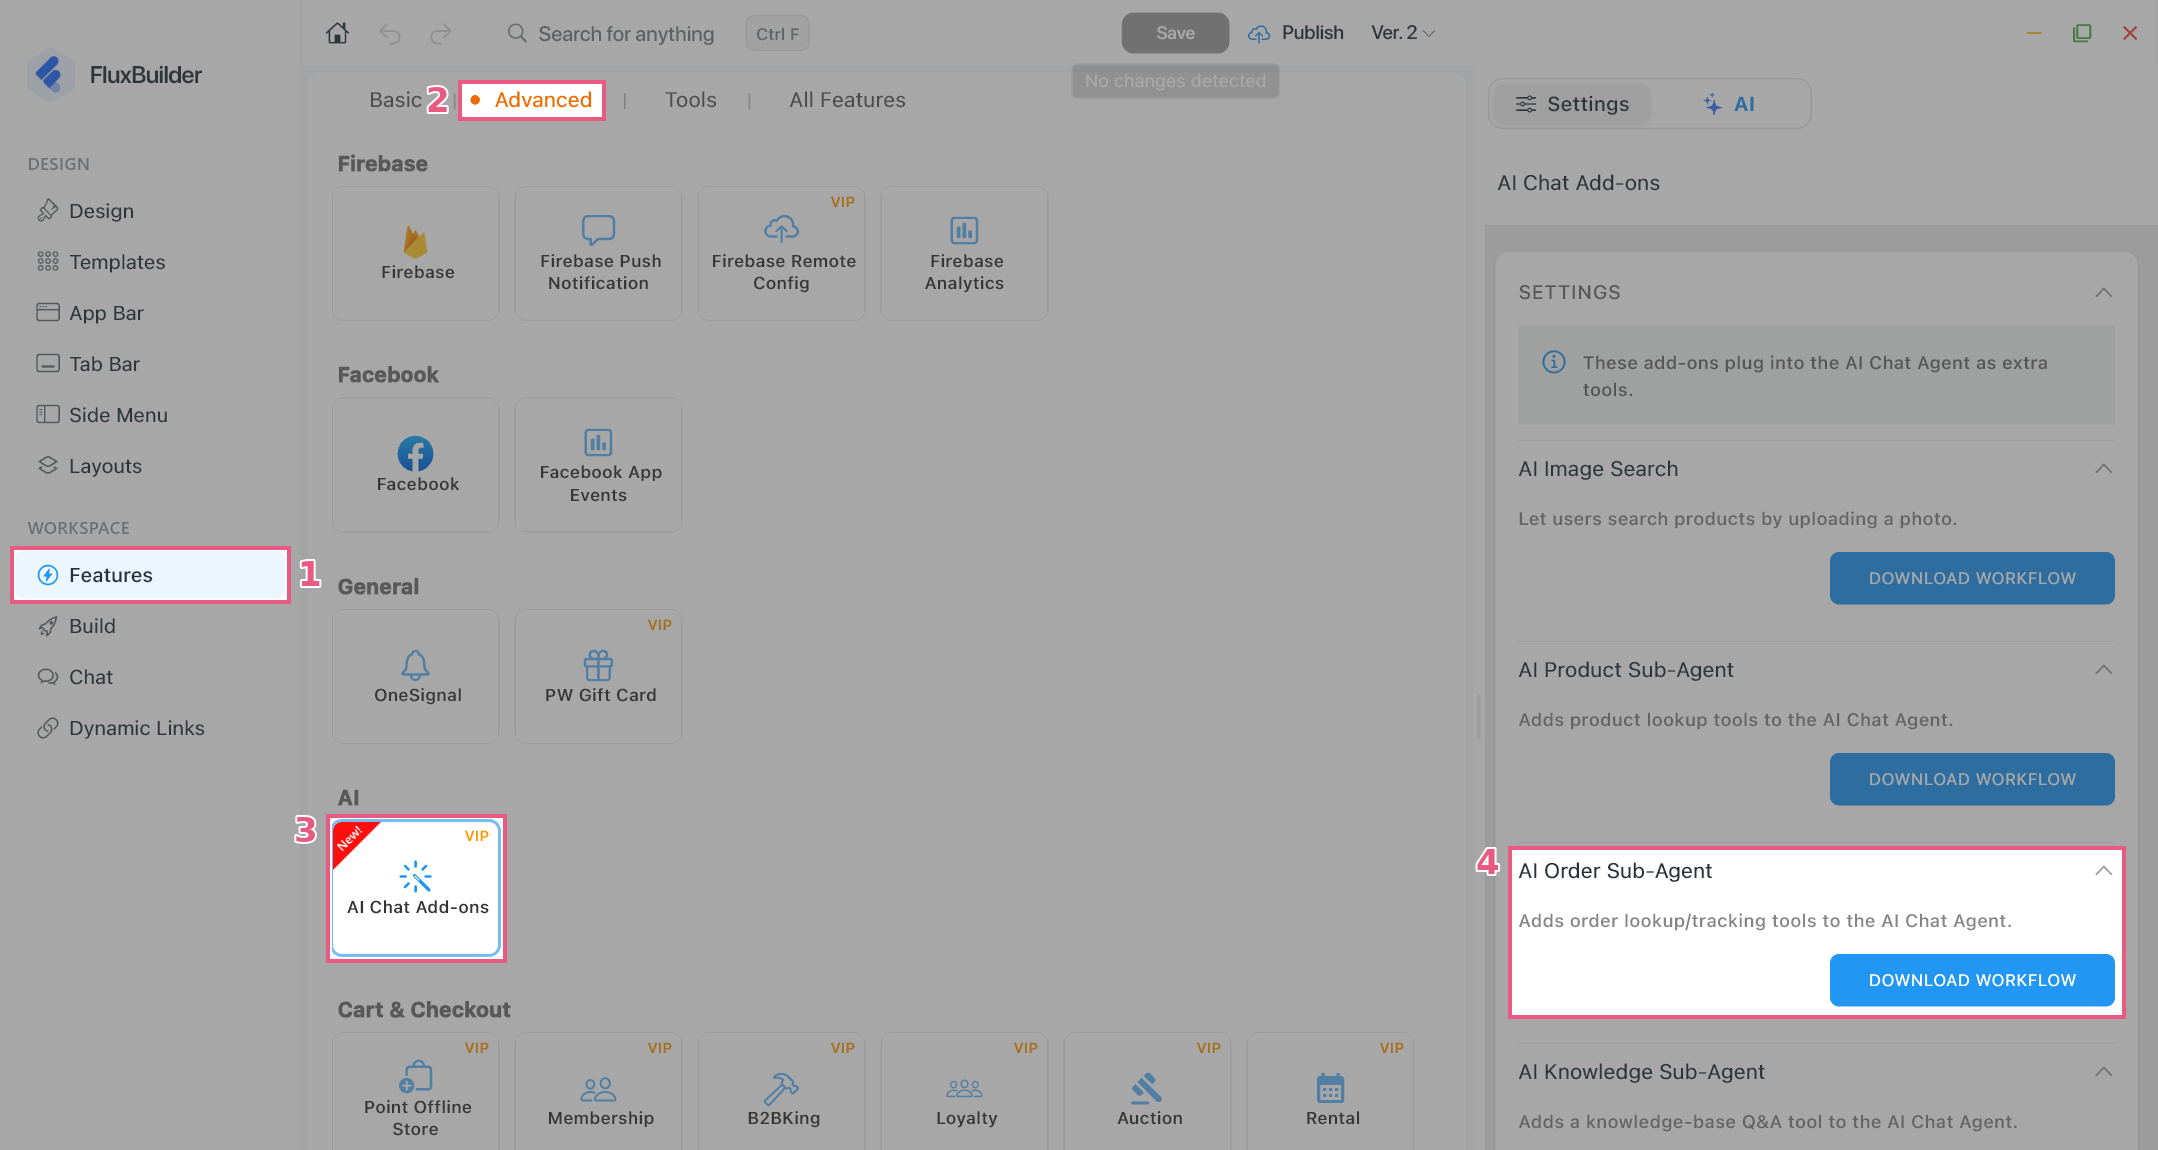 FluxBuilder
DESIGN
Design
Templates
App Bar
Tab Bar
Side Menu
Layouts
WORKSPACE
Features
1
Build
Chat
Dynamic Links
Search for anything
Ctrl F
Save
Publish
Ver. 2
No changes detected
Basic
2
Advanced
Tools
All Features
Firebase
Firebase
Firebase Push
Notification
VIP
Firebase Remote
Config
Firebase
Analytics
Facebook
Facebook
Facebook App
Events
General
OneSignal
VIP
PW Gift Card
AI
3
New!
VIP
AI Chat Add-ons
Cart & Checkout
VIP
Point Offline
Store
VIP
Membership
VIP
B2BKing
VIP
Loyalty
VIP
Auction
VIP
Rental
Settings
AI
AI Chat Add-ons
SETTINGS
These add-ons plug into the AI Chat Agent as extra
tools.
AI Image Search
Let users search products by uploading a photo.
DOWNLOAD WORKFLOW
AI Product Sub-Agent
Adds product lookup tools to the AI Chat Agent.
DOWNLOAD WORKFLOW
4
AI Order Sub-Agent
Adds order lookup/tracking tools to the AI Chat Agent.
DOWNLOAD WORKFLOW
AI Knowledge Sub-Agent
Adds a knowledge-base Q&A tool to the AI Chat Agent.